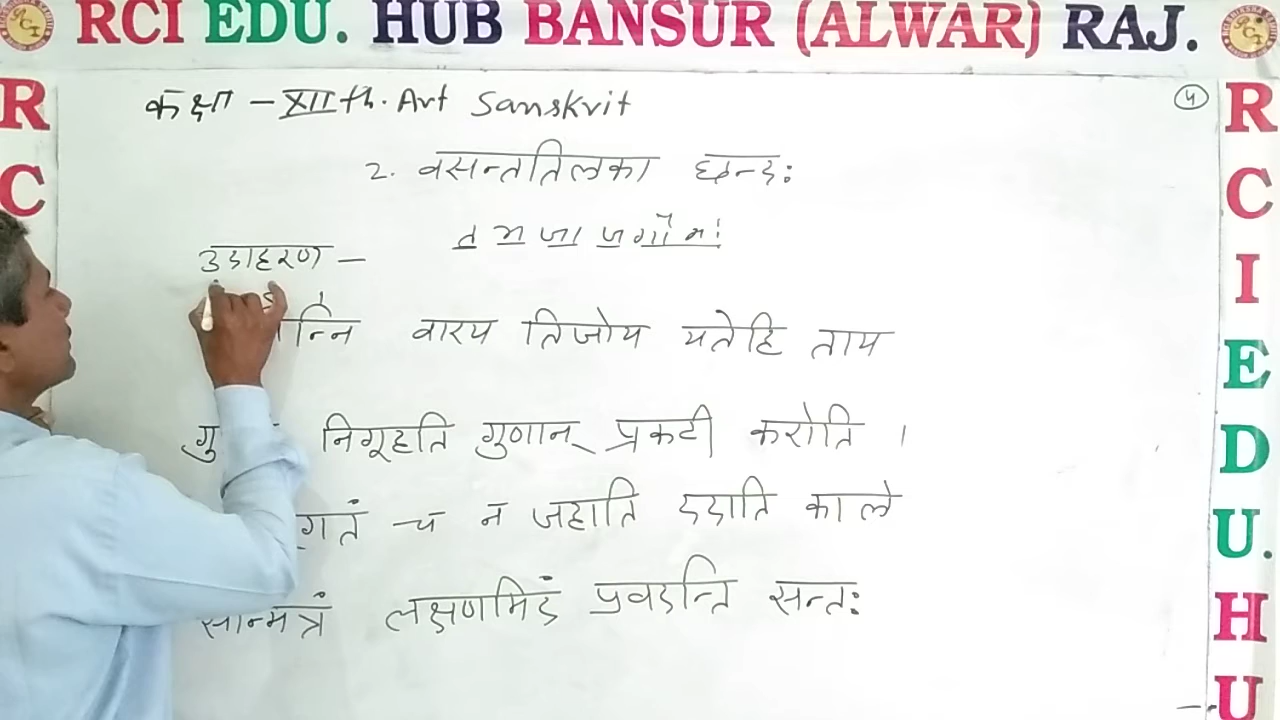 RCI EDU. HUB BANSUR (ALWAR) RAJ.
कक्षा - XIIth. Art Sanskrit
4
2. वसन्ततिलका छन्दः
त भ जा ज गौ गः
उदाहरण -
वारय तिजोय यतेहि ताय
निगूहति गुणान् प्रकटी करोति ।
गतं च न जहाति ददाति काले
सन्मित्रं लक्षणमिदं प्रवदन्ति सन्तः
R
C
R
C
I
E
D
U.
H
U